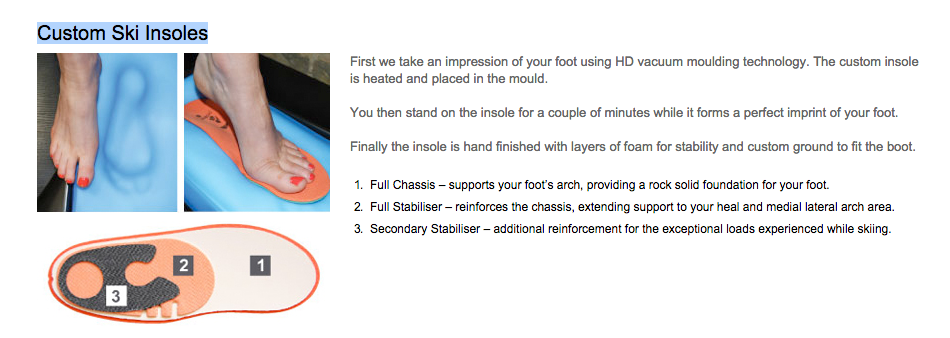 Custom Ski Insoles
First we take an impression of your foot using HD vacuum moulding technology. The custom insole
is heated and placed in the mould.
You then stand on the insole for a couple of minutes while it forms a perfect imprint of your foot.
Finally the insole is hand finished with layers of foam for stability and custom ground to fit the boot.
1. Full Chassis – supports your foot's arch, providing a rock solid foundation for your foot.
2. Full Stabiliser – reinforces the chassis, extending support to your heal and medial lateral arch area.
3. Secondary Stabiliser – additional reinforcement for the exceptional loads experienced while skiing.
1
2
3